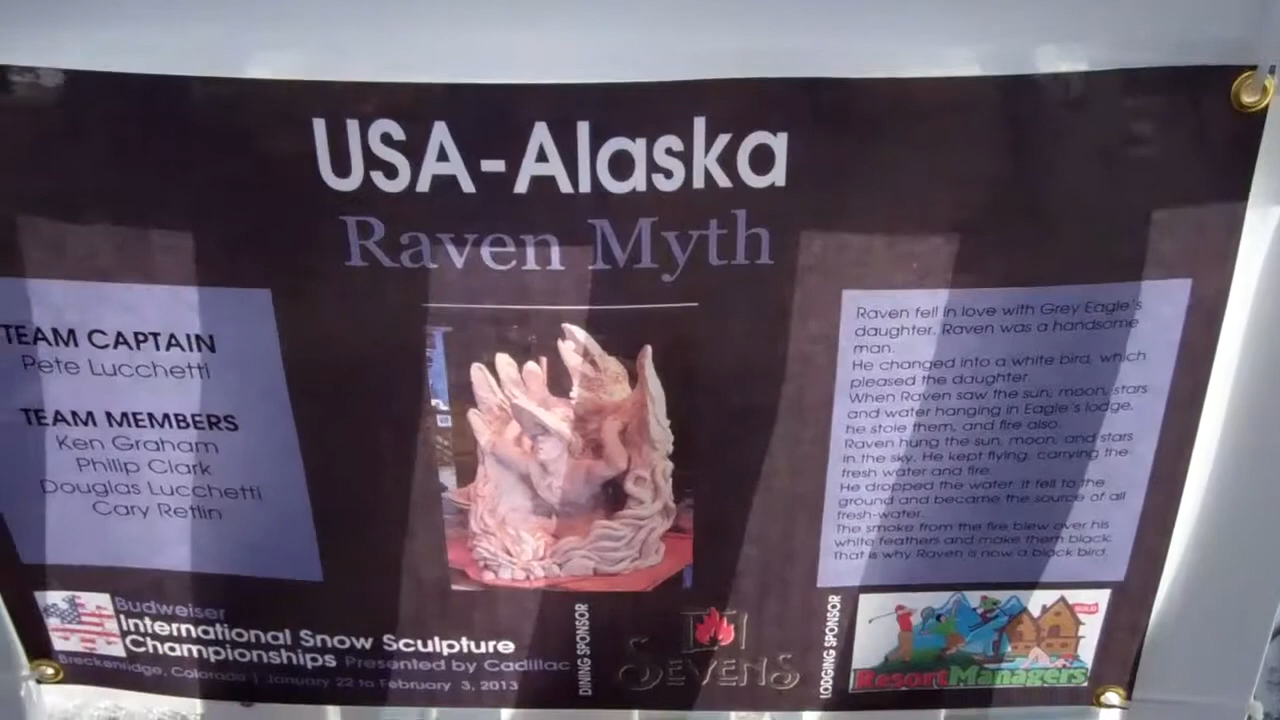 USA-Alaska
Raven Myth
TEAM CAPTAIN
Pete Lucchetti
TEAM MEMBERS
Ken Graham
Philip Clark
Douglas Lucchetti
Cary Retlin
Raven fell in love with Grey Eagle's
daughter. Raven was a handsome
man.
He changed into a white bird, which
pleased the daughter.
When Raven saw the sun, moon, stars
and water hanging in Eagle's lodge,
he stole them, and fire also.
Raven hung the sun, moon, and stars
in the sky. He kept flying, carrying the
fresh water and fire.
He dropped the water. It fell to the
ground and became the source of all
fresh-water.
The smoke from the fire blew over his
white feathers and make them black.
That is why Raven is now a black bird.
Budweiser
International Snow Sculpture
Championships Presented by Cadillac
Breckenridge, Colorado | January 22 to February 3, 2013
DINING SPONSOR
SEVENS
LODGING SPONSOR
SOLD
ResortManagers